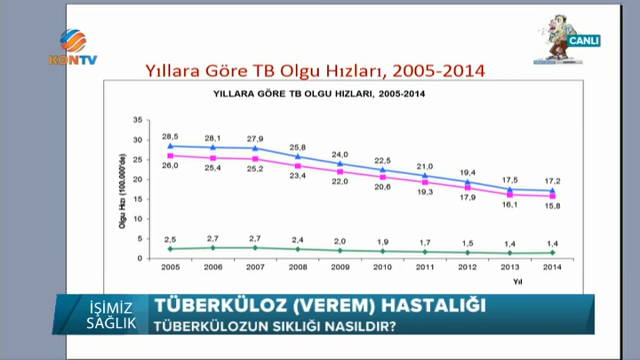 KONTV
CANLI
Yıllara Göre TB Olgu Hızları, 2005-2014
YILLARA GÖRE TB OLGU HIZLARI, 2005-2014
Olgu Hızı (100.000'de)
35
30
25
20
15
10
5
0
28,5 28,1 27,9 25,8 24,0 22,5 21,0 19,4 17,5 17,2
26,0 25,4 25,2 23,4 22,0 20,6 19,3 17,9 16,1 15,8
2,5 2,7 2,7 2,4 2,0 1,9 1,7 1,5 1,4 1,4
2005 2006 2007 2008 2009 2010 2011 2012 2013 2014
Yıl
İŞİMİZ
SAĞLIK
TÜBERKÜLOZ (VEREM) HASTALIĞI
TÜBERKÜLOZUN SIKLIĞI NASILDIR?